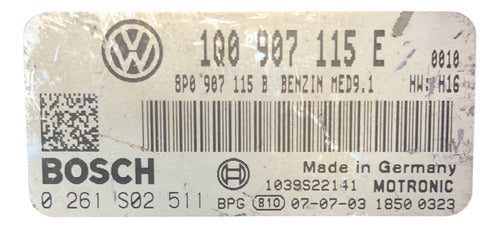 1Q0 907 115 E 0010
8P0 907 115 B BENZIN MED9.1 HW: H16
BOSCH Made in Germany
1039S22141 MOTRONIC
0 261 S02 511 BPG 810 07-07-03 1850 0323